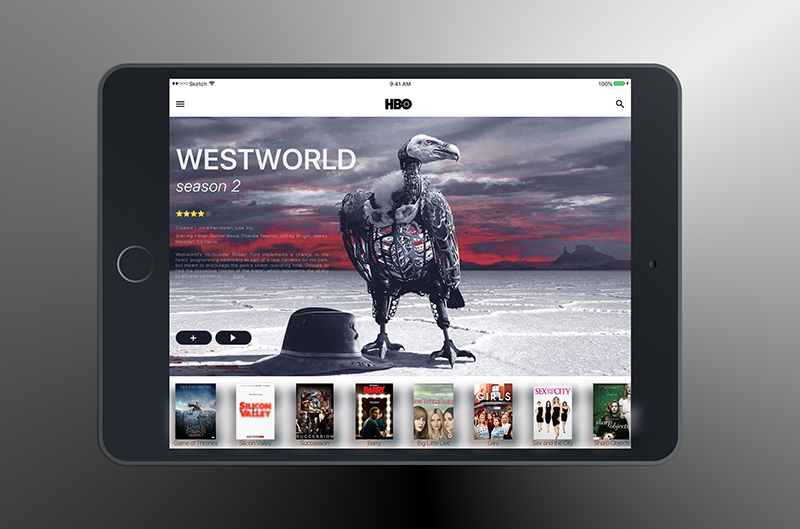 Sketch 9:41 AM 100%
HBO
WESTWORLD
season 2
Created | Jonathan Nolan, Lisa Joy
Starring | Evan Rachel Wood, Thandie Newton, Jeffrey Wright, James
Marsden, Ed Harris
Westworld's co-founder Robert Ford implements a change in the
hosts' programming ostensibly as part of a new narrative for the park,
but meant to encourage the park's oldest operating host, Dolores, to
SILICON
VALLEY
SUCCESSION
BARRY
BIG LITTLE LIES
GIRLS
SEX AND THE CITY
sharp objects
Game of Thrones Silicon Valley Succession Barry Big Little Lies Girls Sex and the City Sharp Objects